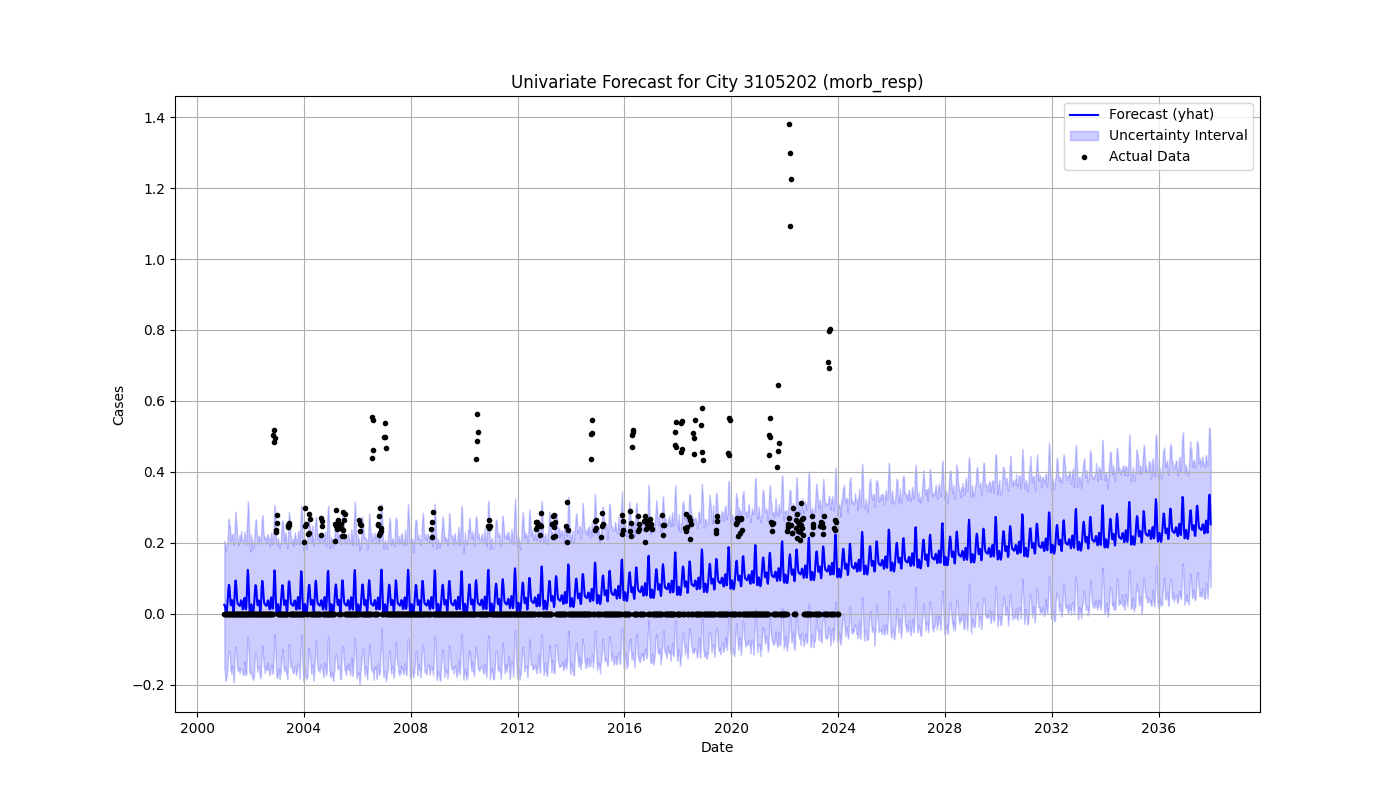 Univariate Forecast for City 3105202 (morb_resp)
Forecast (yhat)
Uncertainty Interval
Actual Data
Cases
1.4
1.2
1.0
0.8
0.6
0.4
0.2
0.0
−0.2
2000 2004 2008 2012 2016 2020 2024 2028 2032 2036
Date